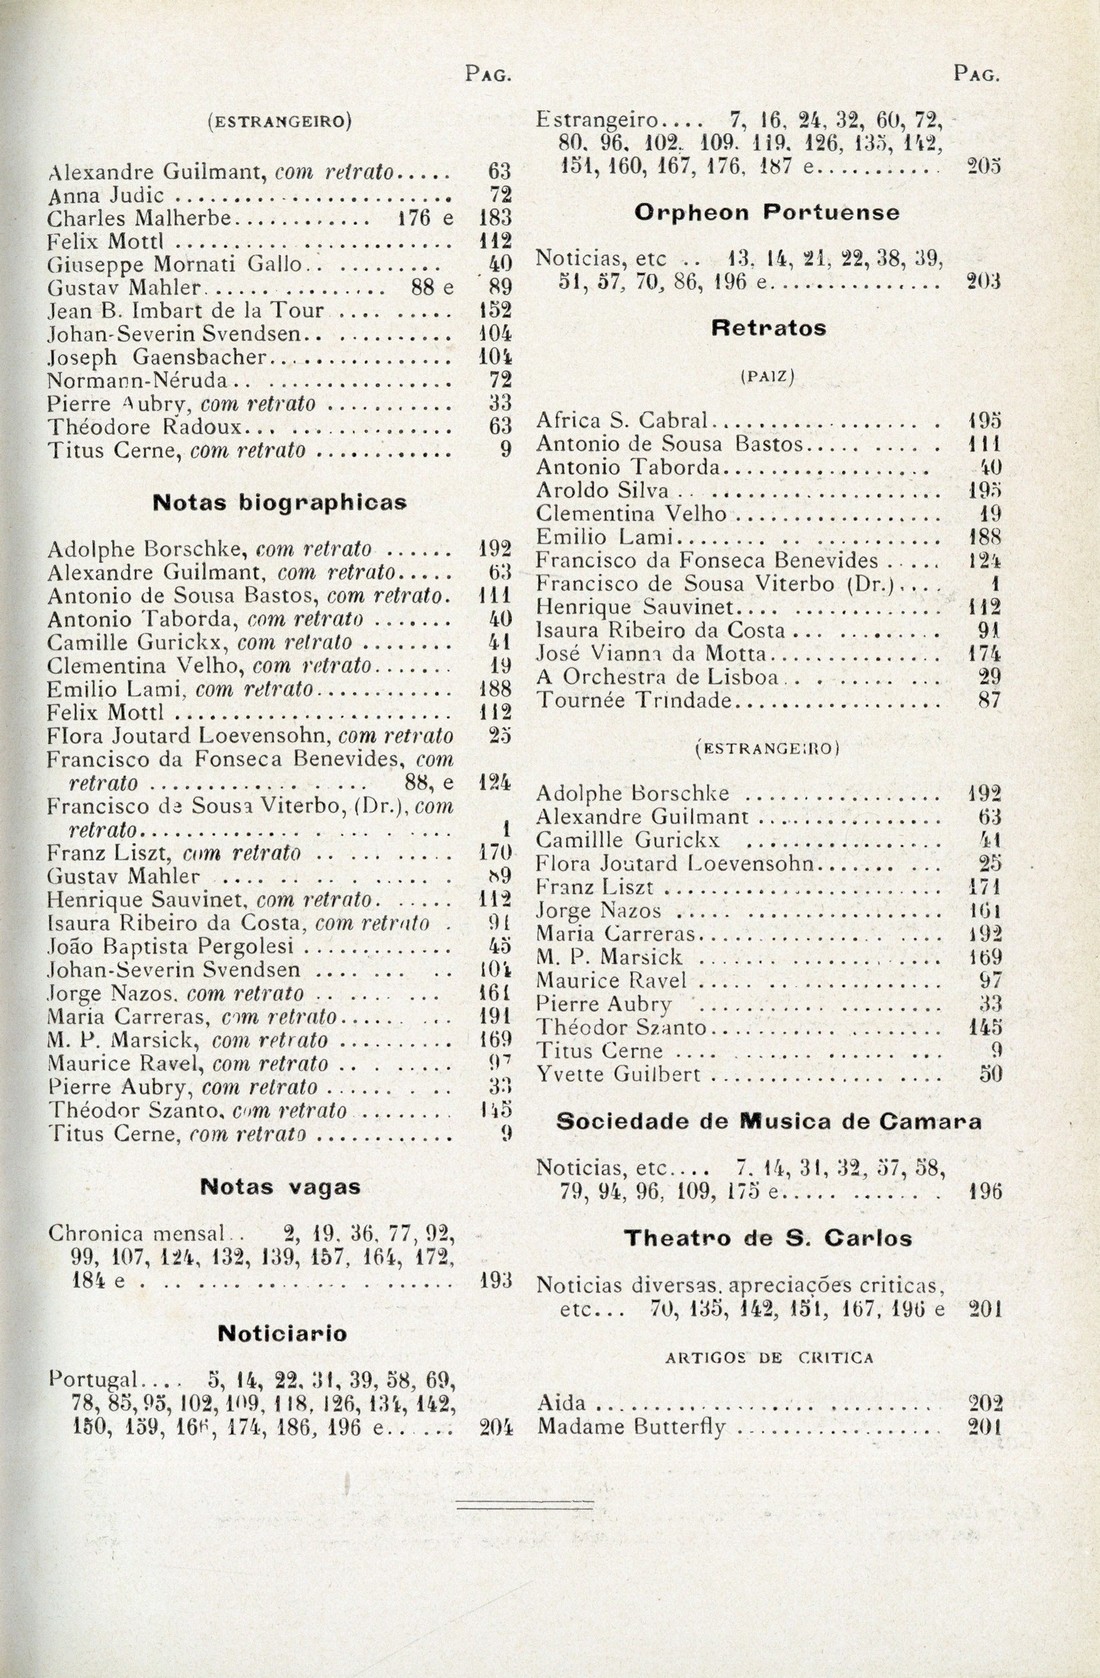 PAG.
(ESTRANGEIRO)
Alexandre Guilmant, com retrato..... 63
Anna Judic ........................ 72
Charles Malherbe............ 176 e 183
Felix Mottl ........................ 112
Giuseppe Mornati Gallo.. ......... 40
Gustav Mahler............... 88 e 89
Jean B. Imbart de la Tour .... ..... 152
Johan-Severin Svendsen.. .......... 104
Joseph Gaensbacher................ 104
Normann-Néruda.. ................ 72
Pierre Aubry, com retrato ........... 33
Théodore Radoux... .............. 63
Titus Cerne, com retrato ............ 9
Notas biographicas
Adolphe Borschke, com retrato ...... 192
Alexandre Guilmant, com retrato..... 63
Antonio de Sousa Bastos, com retrato. 111
Antonio Taborda, com retrato ....... 40
Camille Gurickx, com retrato ........ 41
Clementina Velho, com retrato....... 19
Emilio Lami, com retrato............ 188
Felix Mottl ........................ 112
Flora Joutard Loevensohn, com retrato 25
Francisco da Fonseca Benevides, com
retrato .............. . ... 88, e 124
Francisco de Sousa Viterbo, (Dr.), com
retrato............... . ... . .... 1
Franz Liszt, com retrato .. ... ...... 170
Gustav Mahler .... .. .. . ...... 89
Henrique Sauvinet, com retrato. ..... 112
Isaura Ribeiro da Costa, com retrato . 91
João Baptista Pergolesi ............. 45
Johan-Severin Svendsen .... ... .. 104
Jorge Nazos, com retrato .. .... ... 161
Maria Carreras, com retrato...... ... 191
M. P. Marsick, com retrato .......... 169
Maurice Ravel, com retrato .. ...... 97
Pierre Aubry, com retrato ....... . .. 33
Théodor Szanto, com retrato ........ 145
Titus Cerne, com retrato ............ 9
Notas vagas
Chronica mensal.. 2, 19, 36, 77, 92,
99, 107, 124, 132, 139, 157, 164, 172,
184 e . .. ........................ 193
Noticiario
Portugal.... 5, 14, 22, 31, 39, 58, 69,
78, 85, 95, 102, 109, 118, 126, 134, 142,
150, 159, 166, 174, 186, 196 e.. .... 204
PAG.
Estrangeiro.... 7, 16, 24, 32, 60, 72,
80, 96, 102, 109, 119, 126, 135, 142,
151, 160, 167, 176, 187 e........... 205
Orpheon Portuense
Noticias, etc .. 13, 14, 21, 22, 38, 39,
51, 57, 70, 86, 196 e............... 203
Retratos
(PAIZ)
Africa S. Cabral.................. . 195
Antonio de Sousa Bastos..... ..... . 111
Antonio Taborda.................. 40
Aroldo Silva .. .................... 195
Clementina Velho .................. 19
Emilio Lami........ .. ........... 188
Francisco da Fonseca Benevides ..... 124
Francisco de Sousa Viterbo (Dr.).... 1
Henrique Sauvinet.... .............. 112
Isaura Ribeiro da Costa ... ......... 91
José Vianna da Motta............... 174
A Orchestra de Lisboa.. . ...... ... 29
Tournée Trindade.................. 87
(ESTRANGEIRO)
Adolphe Borschke ................. 192
Alexandre Guilmant ................ 63
Camillle Gurickx ................. 41
Flora Joutard Loevensohn....... ... 25
Franz Liszt ........................ 171
Jorge Nazos ..... ................. 161
Maria Carreras................ .... 192
M. P. Marsick ..................... 169
Maurice Ravel ..... ............... 97
Pierre Aubry ..................... 33
Théodor Szanto.................... 145
Titus Cerne .... .............. ... 9
Yvette Guilbert ............... .... 50
Sociedade de Musica de Camara
Noticias, etc.... 7, 14, 31, 32, 57, 58,
79, 94, 96, 109, 175 e..... ....... . 196
Theatro de S. Carlos
Noticias diversas, apreciações criticas,
etc... 70, 135, 142, 151, 167, 196 e 201
ARTIGOS DE CRITICA
Aida ................... ......... 202
Madame Butterfly .................. 201